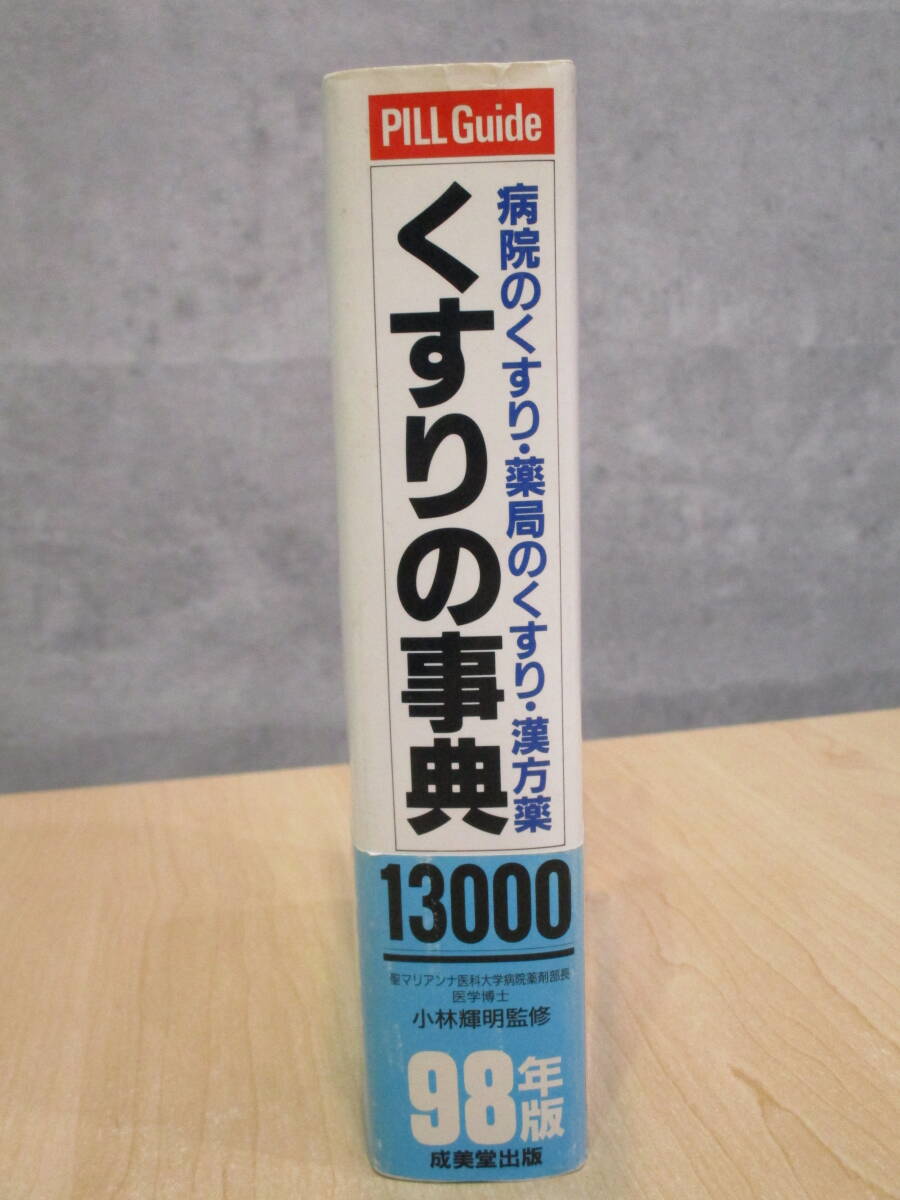 PILL Guide
病院のくすり・薬局のくすり・漢方薬
くすりの事典
13000
聖マリアンナ医科大学病院薬剤部長
医学博士
小林輝明監修
98年版
成美堂出版